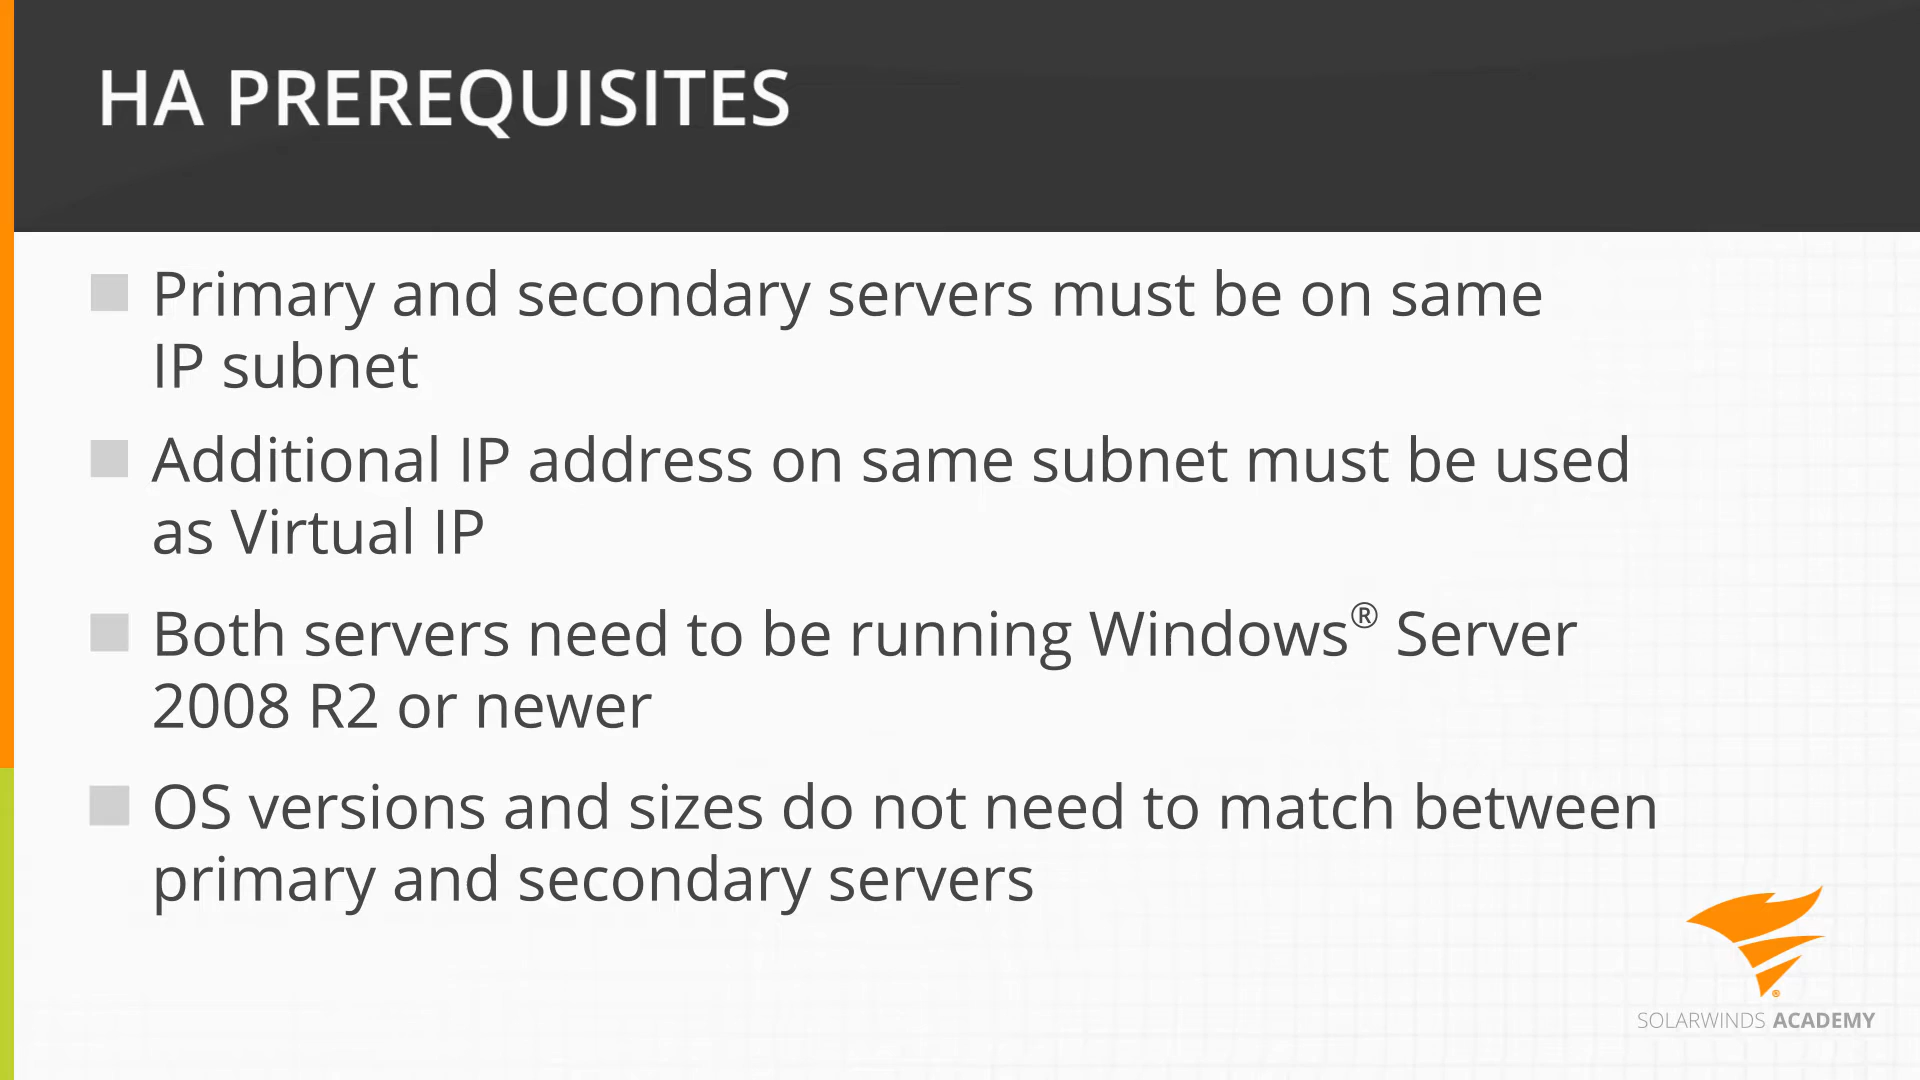 HA PREREQUISITES
Primary and secondary servers must be on same
IP subnet
Additional IP address on same subnet must be used
as Virtual IP
Both servers need to be running Windows® Server
2008 R2 or newer
OS versions and sizes do not need to match between
primary and secondary servers
®
SOLARWINDS ACADEMY